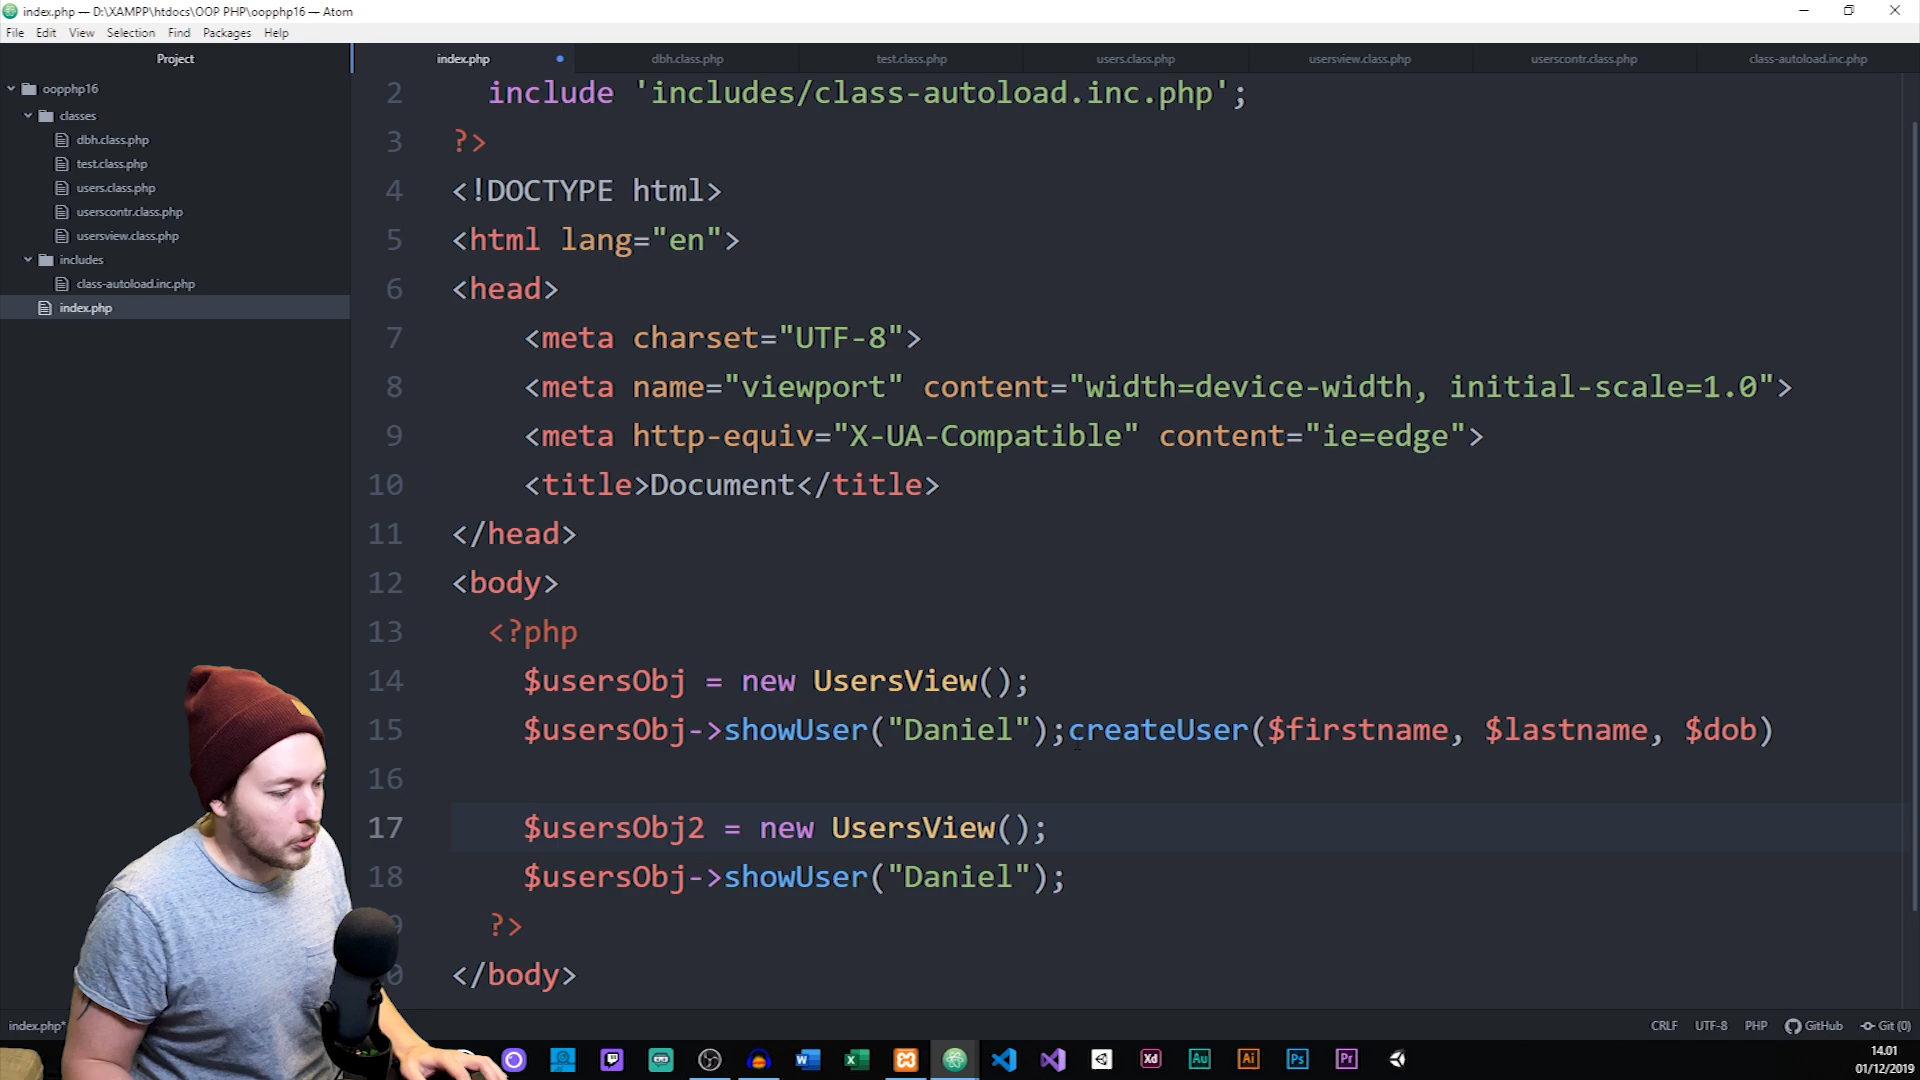 index.php — D:\XAMPP\htdocs\OOP PHP\oopphp16 — Atom
File Edit View Selection Find Packages Help
Project
index.php dbh.class.php test.class.php users.class.php usersview.class.php userscontr.class.php class-autoload.inc.php
oopphp16
classes
dbh.class.php
test.class.php
users.class.php
userscontr.class.php
usersview.class.php
includes
class-autoload.inc.php
index.php
2 include 'includes/class-autoload.inc.php';
3 ?>
4 <!DOCTYPE html>
5 <html lang="en">
6 <head>
7 <meta charset="UTF-8">
8 <meta name="viewport" content="width=device-width, initial-scale=1.0">
9 <meta http-equiv="X-UA-Compatible" content="ie=edge">
10 <title>Document</title>
11 </head>
12 <body>
13 <?php
14 $usersObj = new UsersView();
15 $usersObj->showUser("Daniel");createUser($firstname, $lastname, $dob)
16
17 $usersObj2 = new UsersView();
18 $usersObj->showUser("Daniel");
?>
</body>
index.php* CRLF UTF-8 PHP GitHub Git (0)
Xd Au Ai Ps Pr
14.01
01/12/2019